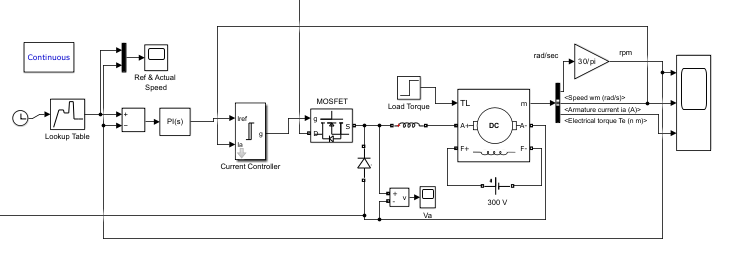 rad/sec
rpm
Continuous
30/pi
Ref & Actual
Speed
Load Torque
MOSFET
TL
m
<Speed wm (rad/s)>
<Armature current ia (A)>
<Electrical torque Te (n m)>
Lookup Table
+
−
PI(s)
Iref
Ia
g
Current Controller
g
D
S
A+
DC
A-
F+
F-
+
-
v
Va
300 V